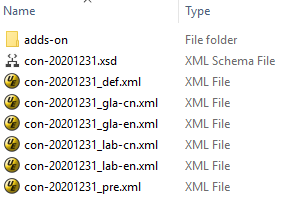 Name Type
adds-on File folder
con-20201231.xsd XML Schema File
con-20201231_def.xml XML File
con-20201231_gla-cn.xml XML File
con-20201231_gla-en.xml XML File
con-20201231_lab-cn.xml XML File
con-20201231_lab-en.xml XML File
con-20201231_pre.xml XML File